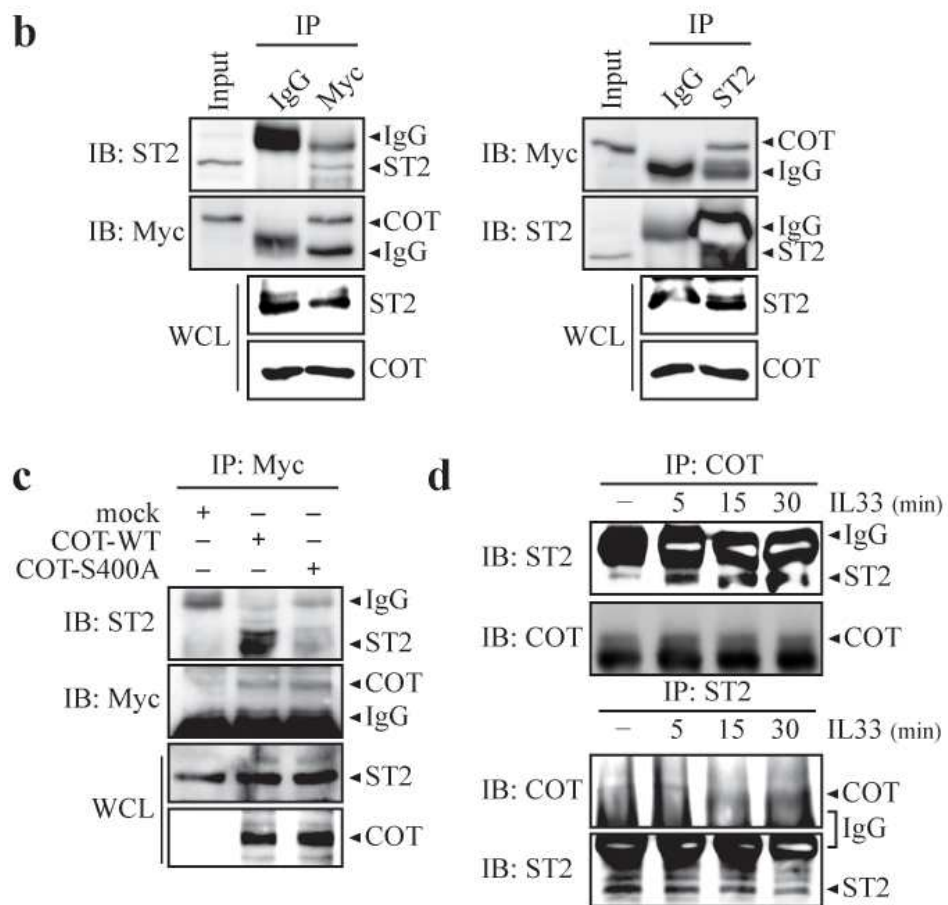 b
IP
Input IgG Myc
IB: ST2 ◄IgG
◄ST2
IB: Myc ◄COT
◄IgG
WCL ST2
COT
IP
Input IgG ST2
IB: Myc ◄COT
◄IgG
IB: ST2 ◄IgG
◄ST2
WCL ST2
COT
c
IP: Myc
mock + – –
COT-WT – + –
COT-S400A – – +
IB: ST2 ◄IgG
◄ST2
IB: Myc ◄COT
◄IgG
WCL ◄ST2
◄COT
d
IP: COT
– 5 15 30 IL33 (min)
IB: ST2 ◄IgG
◄ST2
IB: COT ◄COT
IP: ST2
– 5 15 30 IL33 (min)
IB: COT ◄COT
IgG
IB: ST2 ◄ST2